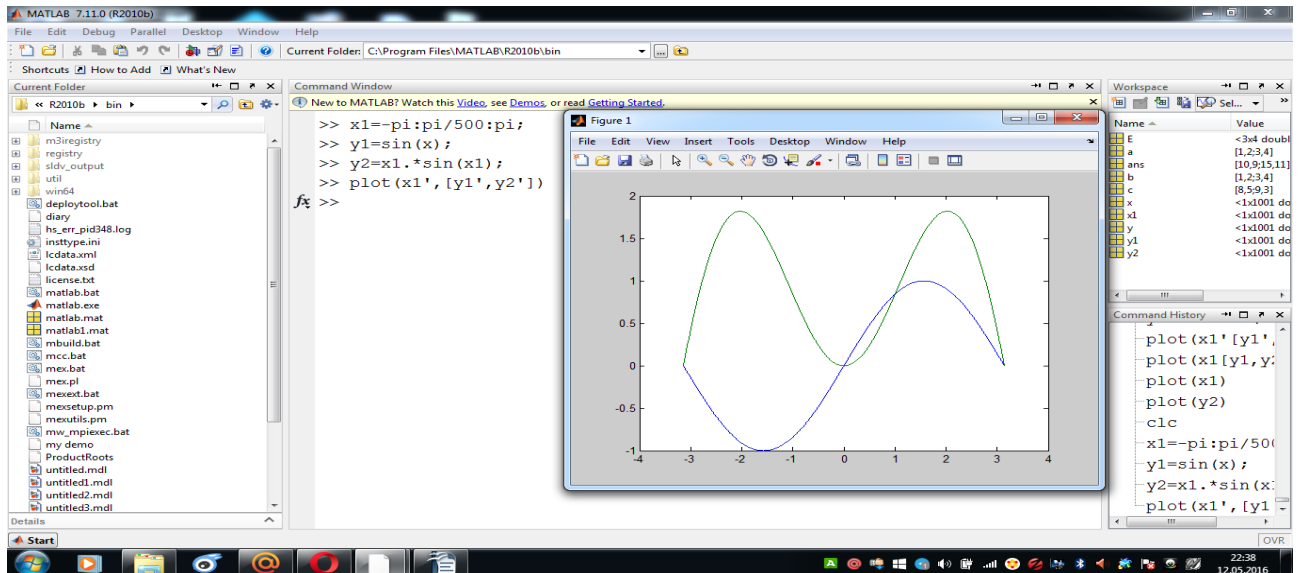 MATLAB 7.11.0 (R2010b)
File Edit Debug Parallel Desktop Window Help
Current Folder: C:\Program Files\MATLAB\R2010b\bin
Shortcuts How to Add What's New
Current Folder
« R2010b ▸ bin ▸
Name
m3iregistry
registry
sldv_output
util
win64
deploytool.bat
diary
hs_err_pid348.log
insttype.ini
lcdata.xml
lcdata.xsd
license.txt
matlab.bat
matlab.exe
matlab.mat
matlab1.mat
mbuild.bat
mcc.bat
mex.bat
mex.pl
mexext.bat
mexsetup.pm
mexutils.pm
mw_mpiexec.bat
my demo
ProductRoots
untitled.mdl
untitled1.mdl
untitled2.mdl
untitled3.mdl
Details
Command Window
New to MATLAB? Watch this Video, see Demos, or read Getting Started.
>> x1=-pi:pi/500:pi;
>> y1=sin(x);
>> y2=x1.*sin(x1);
>> plot(x1',[y1',y2'])
fx >>
Figure 1
File Edit View Insert Tools Desktop Window Help
2
1.5
1
0.5
0
-0.5
-1
-4 -3 -2 -1 0 1 2 3 4
Workspace
Sel...
Name Value
E <3x4 doubl
a [1,2;3,4]
ans [10,9;15,11]
b [1,2;3,4]
c [8,5;9,3]
x <1x1001 do
x1 <1x1001 do
y <1x1001 do
y1 <1x1001 do
y2 <1x1001 do
Command History
plot(x1'[y1',
plot(x1[y1,y
plot(x1)
plot(y2)
clc
x1=-pi:pi/500
y1=sin(x);
y2=x1.*sin(x
plot(x1',[y1
Start
OVR
22:38
12.05.2016